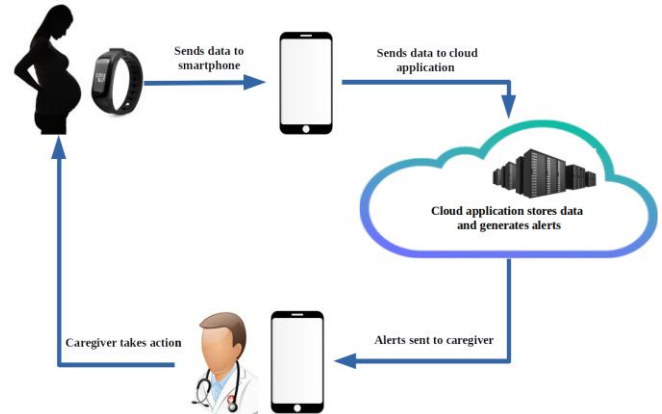 Sends data to
smartphone
Sends data to cloud
application
Cloud application stores data
and generates alerts
Caregiver takes action
Alerts sent to caregiver